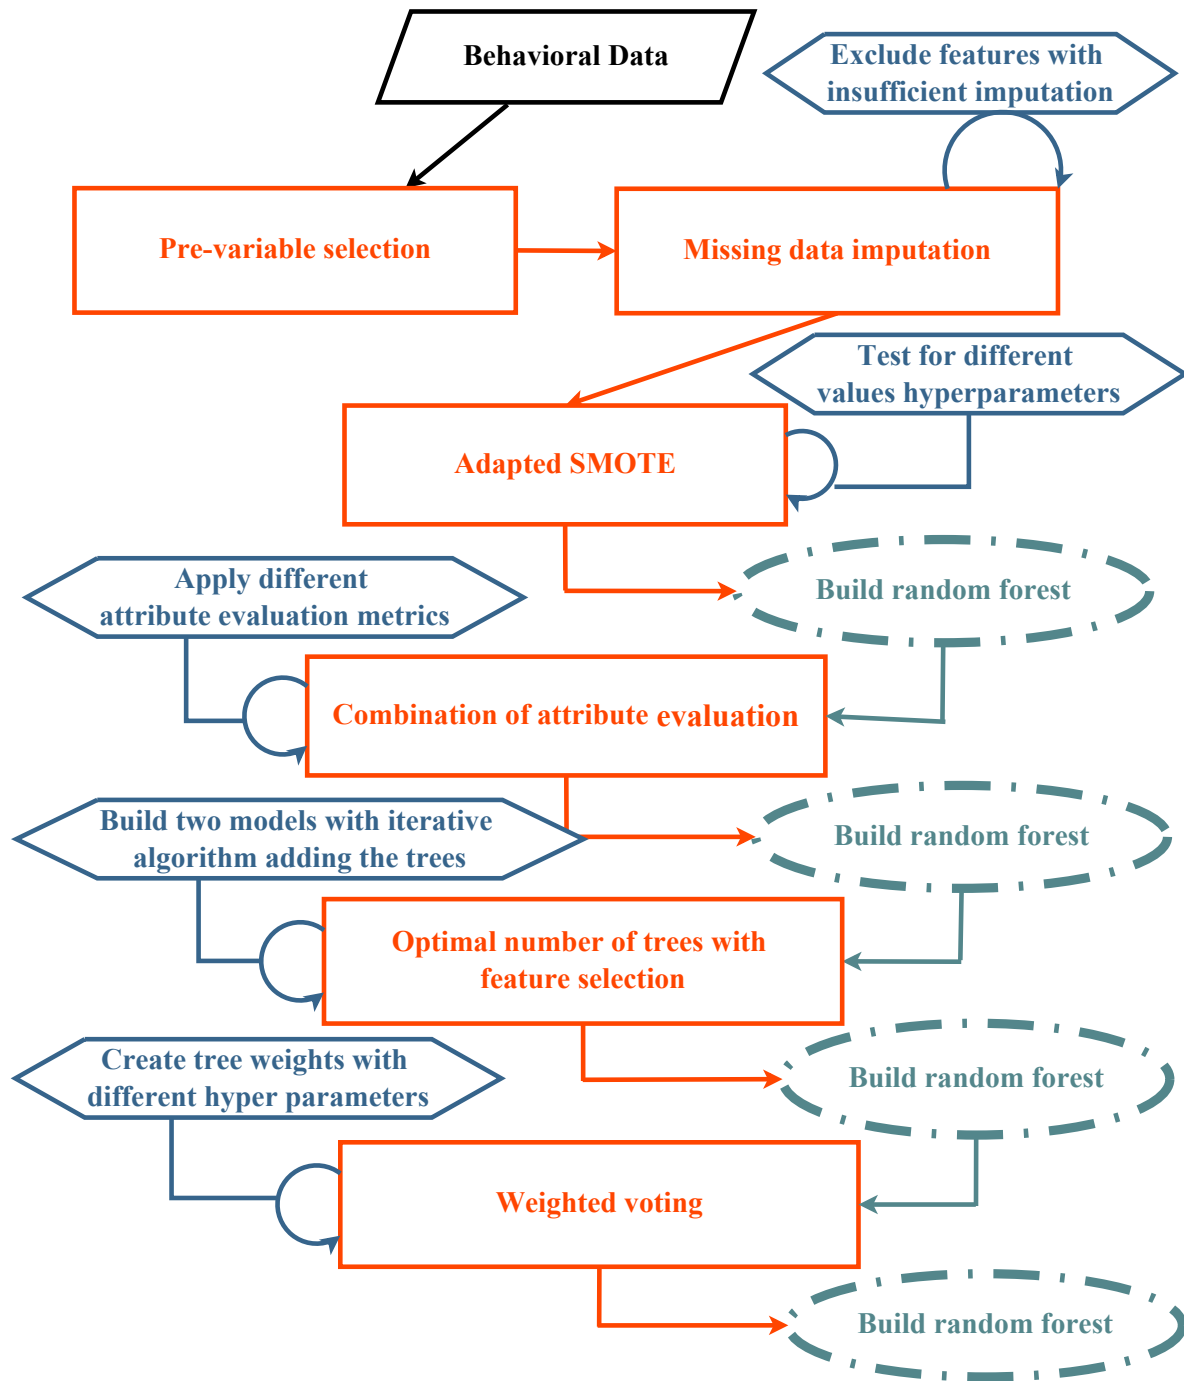 Behavioral Data
Exclude features with
insufficient imputation
Pre-variable selection
Missing data imputation
Test for different
values hyperparameters
Adapted SMOTE
Build random forest
Apply different
attribute evaluation metrics
Combination of attribute evaluation
Build two models with iterative
algorithm adding the trees
Build random forest
Optimal number of trees with
feature selection
Create tree weights with
different hyper parameters
Build random forest
Weighted voting
Build random forest